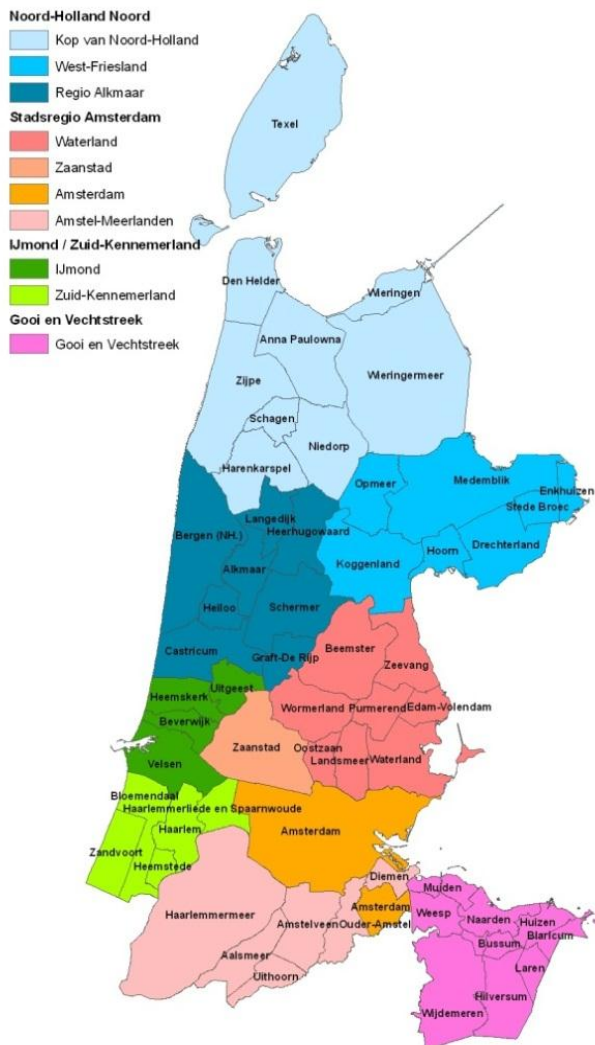 Noord-Holland Noord
Kop van Noord-Holland
West-Friesland
Regio Alkmaar
Stadsregio Amsterdam
Waterland
Zaanstad
Amsterdam
Amstel-Meerlanden
IJmond / Zuid-Kennemerland
IJmond
Zuid-Kennemerland
Gooi en Vechtstreek
Gooi en Vechtstreek
Texel
Den Helder
Wieringen
Anna Paulowna
Wieringermeer
Zijpe
Schagen
Niedorp
Harenkarspel
Opmeer
Medemblik
Enkhuizen
Stede Broec
Langedijk
Heerhugowaard
Bergen (NH.)
Drechterland
Hoorn
Koggenland
Alkmaar
Heiloo
Schermer
Castricum
Graft-De Rijp
Beemster
Zeevang
Uitgeest
Heemskerk
Wormerland
Purmerend
Edam-Volendam
Beverwijk
Zaanstad
Oostzaan
Landsmeer
Waterland
Velsen
Bloemendaal
Haarlemmerliede en Spaarnwoude
Haarlem
Amsterdam
Zandvoort
Heemstede
Diemen
Muiden
Haarlemmermeer
Amsterdam
Weesp
Naarden
Huizen
Amstelveen
Ouder-Amstel
Blaricum
Bussum
Aalsmeer
Laren
Uithoorn
Hilversum
Wijdemeren